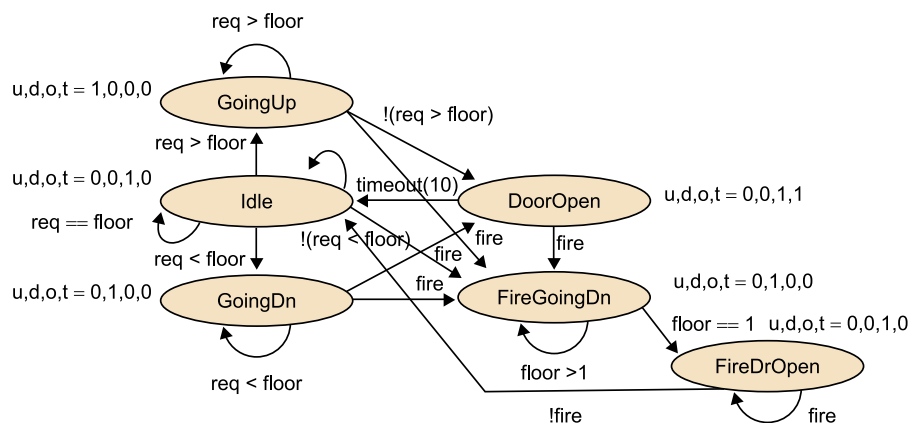 req > floor
u,d,o,t = 1,0,0,0
GoingUp
!(req > floor)
req > floor
u,d,o,t = 0,0,1,0
timeout(10)
Idle
DoorOpen
u,d,o,t = 0,0,1,1
req == floor
!(req < floor)
fire
fire
fire
req < floor
u,d,o,t = 0,1,0,0
GoingDn
fire
FireGoingDn
u,d,o,t = 0,1,0,0
floor == 1
u,d,o,t = 0,0,1,0
req < floor
floor >1
FireDrOpen
!fire
fire